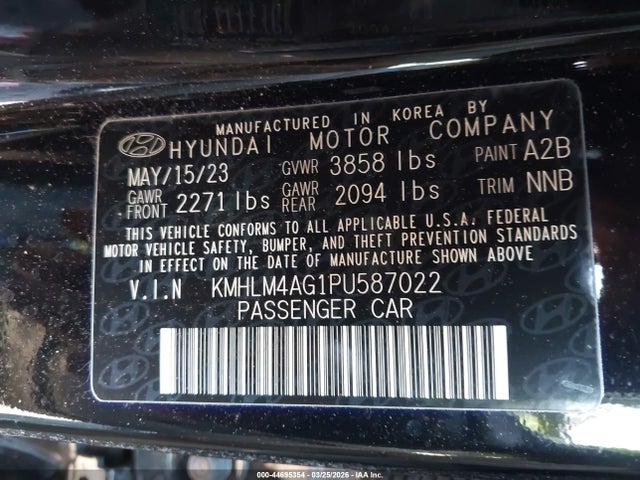 MANUFACTURED IN KOREA BY
HYUNDAI MOTOR COMPANY
MAY/15/23 GVWR 3858 lbs PAINT A2B
GAWR FRONT 2271 lbs GAWR REAR 2094 lbs TRIM NNB
THIS VEHICLE CONFORMS TO ALL APPLICABLE U.S.A. FEDERAL
MOTOR VEHICLE SAFETY, BUMPER, AND THEFT PREVENTION STANDARDS
IN EFFECT ON THE DATE OF MANUFACTURE SHOWN ABOVE
V.I.N KMHLM4AG1PU587022
PASSENGER CAR
000-44695354 | 03/25/2026 | IAA Inc.